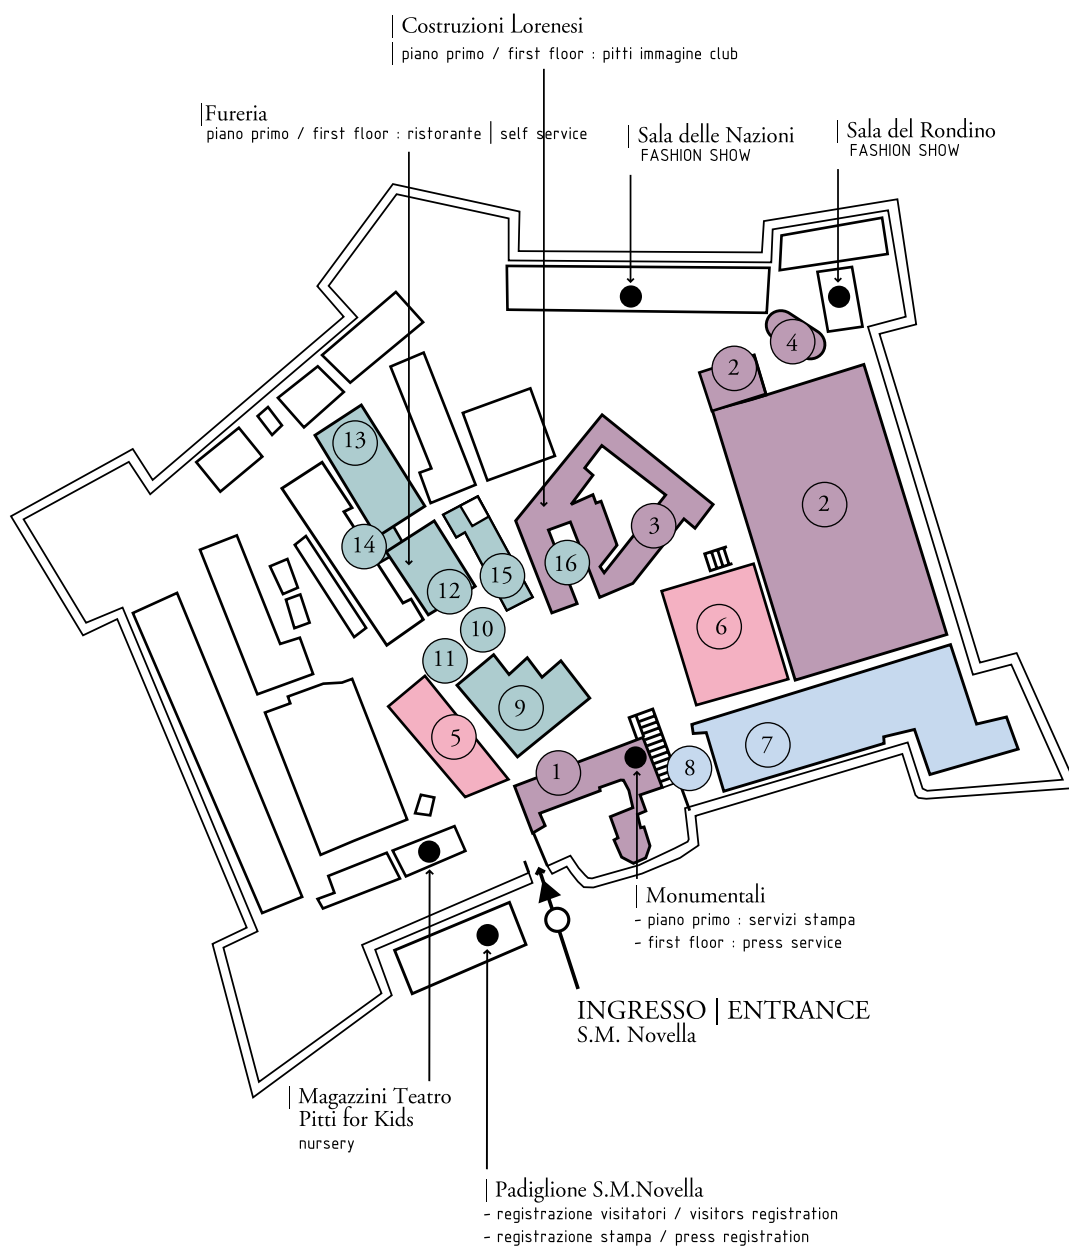 Costruzioni Lorenesi
piano primo / first floor : pitti immagine club
Fureria
piano primo / first floor : ristorante | self service
Sala delle Nazioni
FASHION SHOW
Sala del Rondino
FASHION SHOW
4
2
13
2
3
14
16
15
12
6
10
11
9
5
7
8
1
Monumentali
- piano primo : servizi stampa
- first floor : press service
INGRESSO | ENTRANCE
S.M. Novella
Magazzini Teatro
Pitti for Kids
nursery
Padiglione S.M.Novella
- registrazione visitatori / visitors registration
- registrazione stampa / press registration